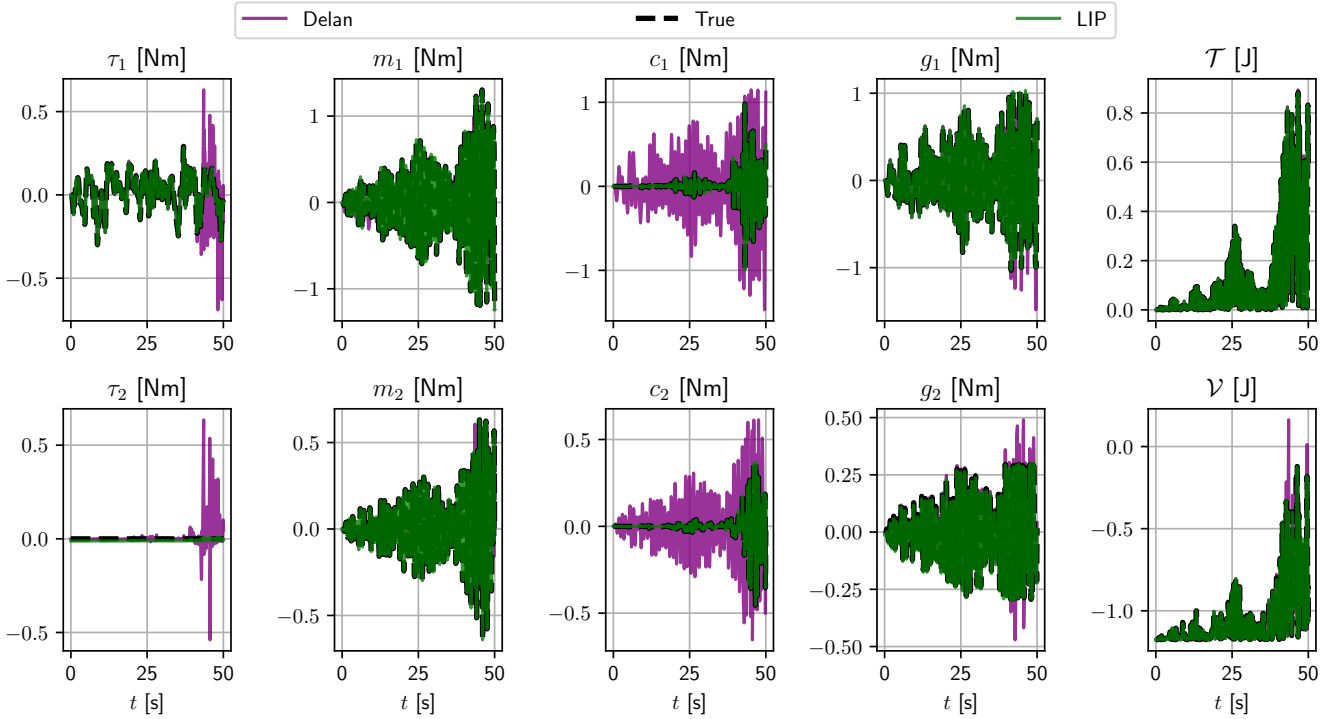 Delan True LIP
τ₁ [Nm] m₁ [Nm] c₁ [Nm] g₁ [Nm] 𝒯 [J]
0.5 0.0 −0.5
1 0 −1
1 0 −1
1 0 −1
0.8 0.6 0.4 0.2 0.0
0 25 50 0 25 50 0 25 50 0 25 50 0 25 50
τ₂ [Nm] m₂ [Nm] c₂ [Nm] g₂ [Nm] 𝒱 [J]
0.5 0.0 −0.5
0.5 0.0 −0.5
0.5 0.0 −0.5
0.50 0.25 0.00 −0.25 −0.50
0.0 −0.5 −1.0
0 25 50 0 25 50 0 25 50 0 25 50 0 25 50
t [s] t [s] t [s] t [s] t [s]